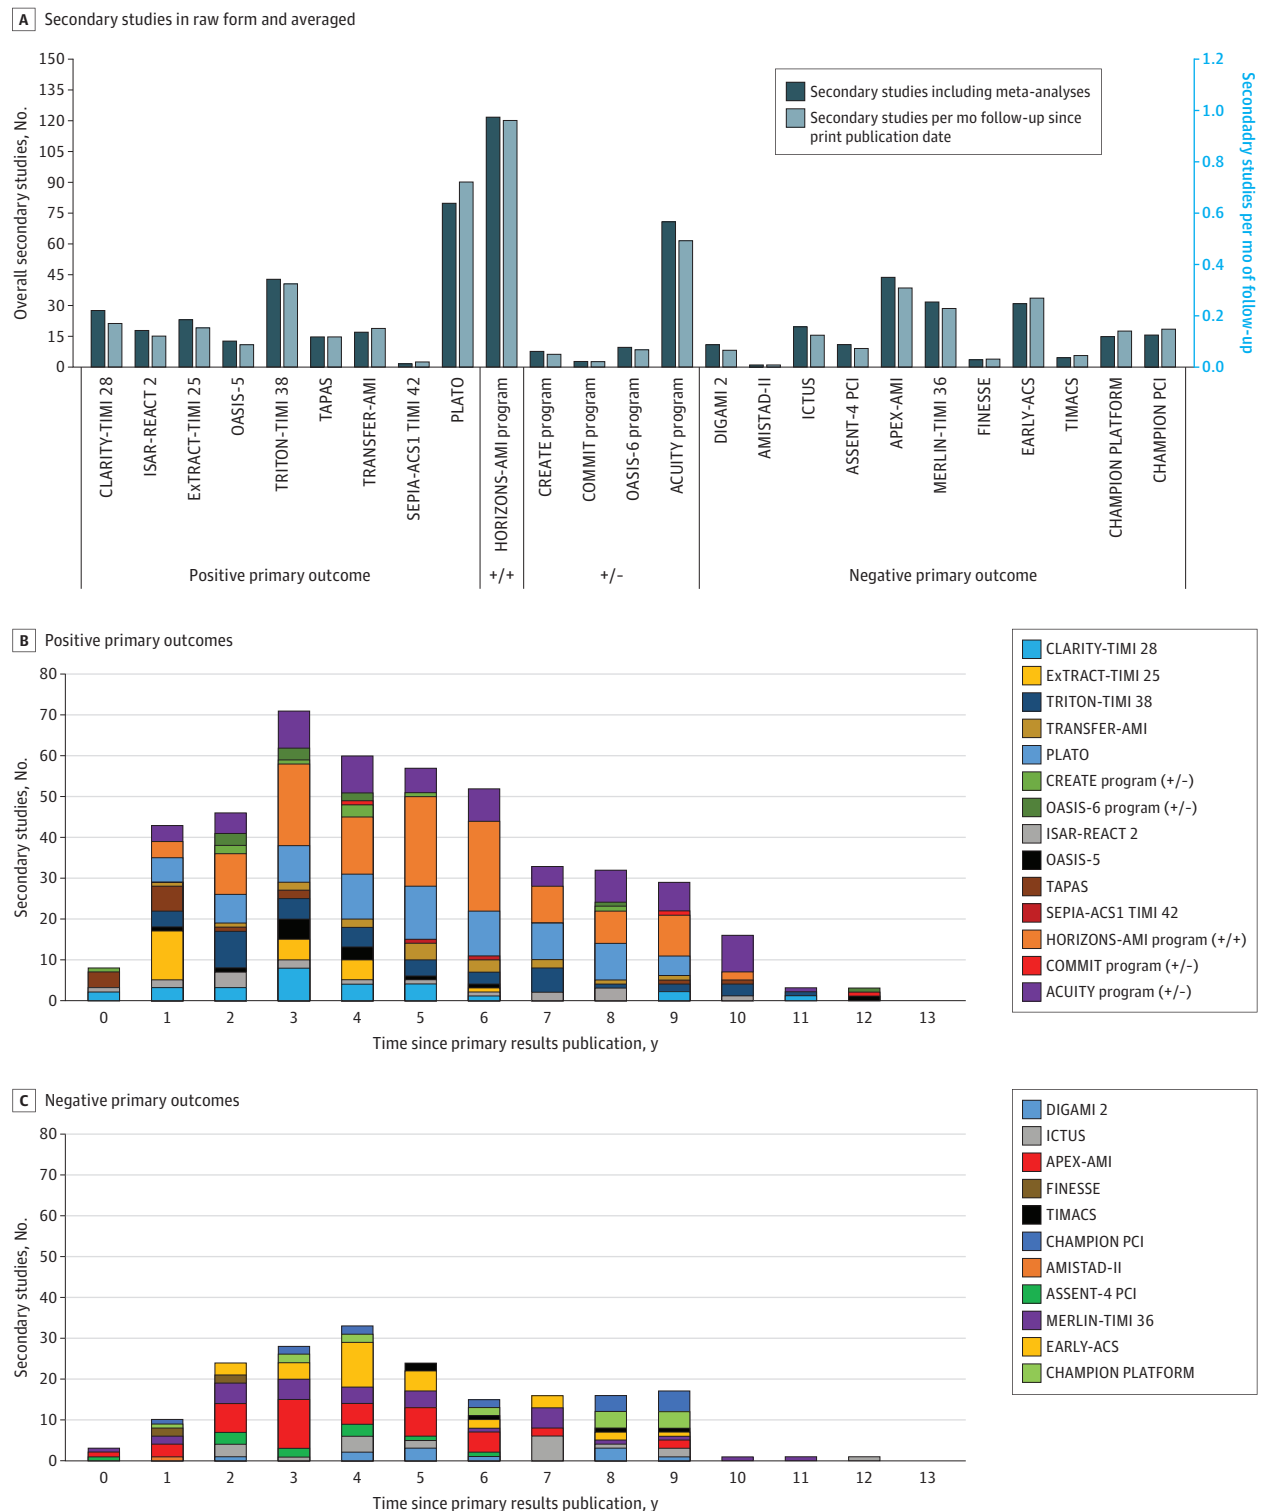 A Secondary studies in raw form and averaged
150
135
120
105
90
75
60
45
30
15
0
Overall secondary studies, No.
1.2
1.0
0.8
0.6
0.4
0.2
0.0
Secondadry studies per mo of follow-up
Secondary studies including meta-analyses
Secondary studies per mo follow-up since
print publication date
CLARITY-TIMI 28
ISAR-REACT 2
ExTRACT-TIMI 25
OASIS-5
TRITON-TIMI 38
TAPAS
TRANSFER-AMI
SEPIA-ACS1 TIMI 42
PLATO
HORIZONS-AMI program
CREATE program
COMMIT program
OASIS-6 program
ACUITY program
DIGAMI 2
AMISTAD-II
ICTUS
ASSENT-4 PCI
APEX-AMI
MERLIN-TIMI 36
FINESSE
EARLY-ACS
TIMACS
CHAMPION PLATFORM
CHAMPION PCI
Positive primary outcome
+/+
+/-
Negative primary outcome
B Positive primary outcomes
80
70
60
50
40
30
20
10
0
Secondary studies, No.
0 1 2 3 4 5 6 7 8 9 10 11 12 13
Time since primary results publication, y
CLARITY-TIMI 28
ExTRACT-TIMI 25
TRITON-TIMI 38
TRANSFER-AMI
PLATO
CREATE program (+/-)
OASIS-6 program (+/-)
ISAR-REACT 2
OASIS-5
TAPAS
SEPIA-ACS1 TIMI 42
HORIZONS-AMI program (+/+)
COMMIT program (+/-)
ACUITY program (+/-)
C Negative primary outcomes
80
70
60
50
40
30
20
10
0
Secondary studies, No.
0 1 2 3 4 5 6 7 8 9 10 11 12 13
Time since primary results publication, y
DIGAMI 2
ICTUS
APEX-AMI
FINESSE
TIMACS
CHAMPION PCI
AMISTAD-II
ASSENT-4 PCI
MERLIN-TIMI 36
EARLY-ACS
CHAMPION PLATFORM